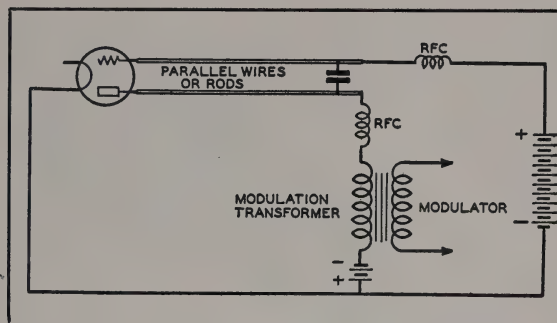 RFC
PARALLEL WIRES
OR RODS
+
RFC
MODULATION
TRANSFORMER
MODULATOR
-
-
+